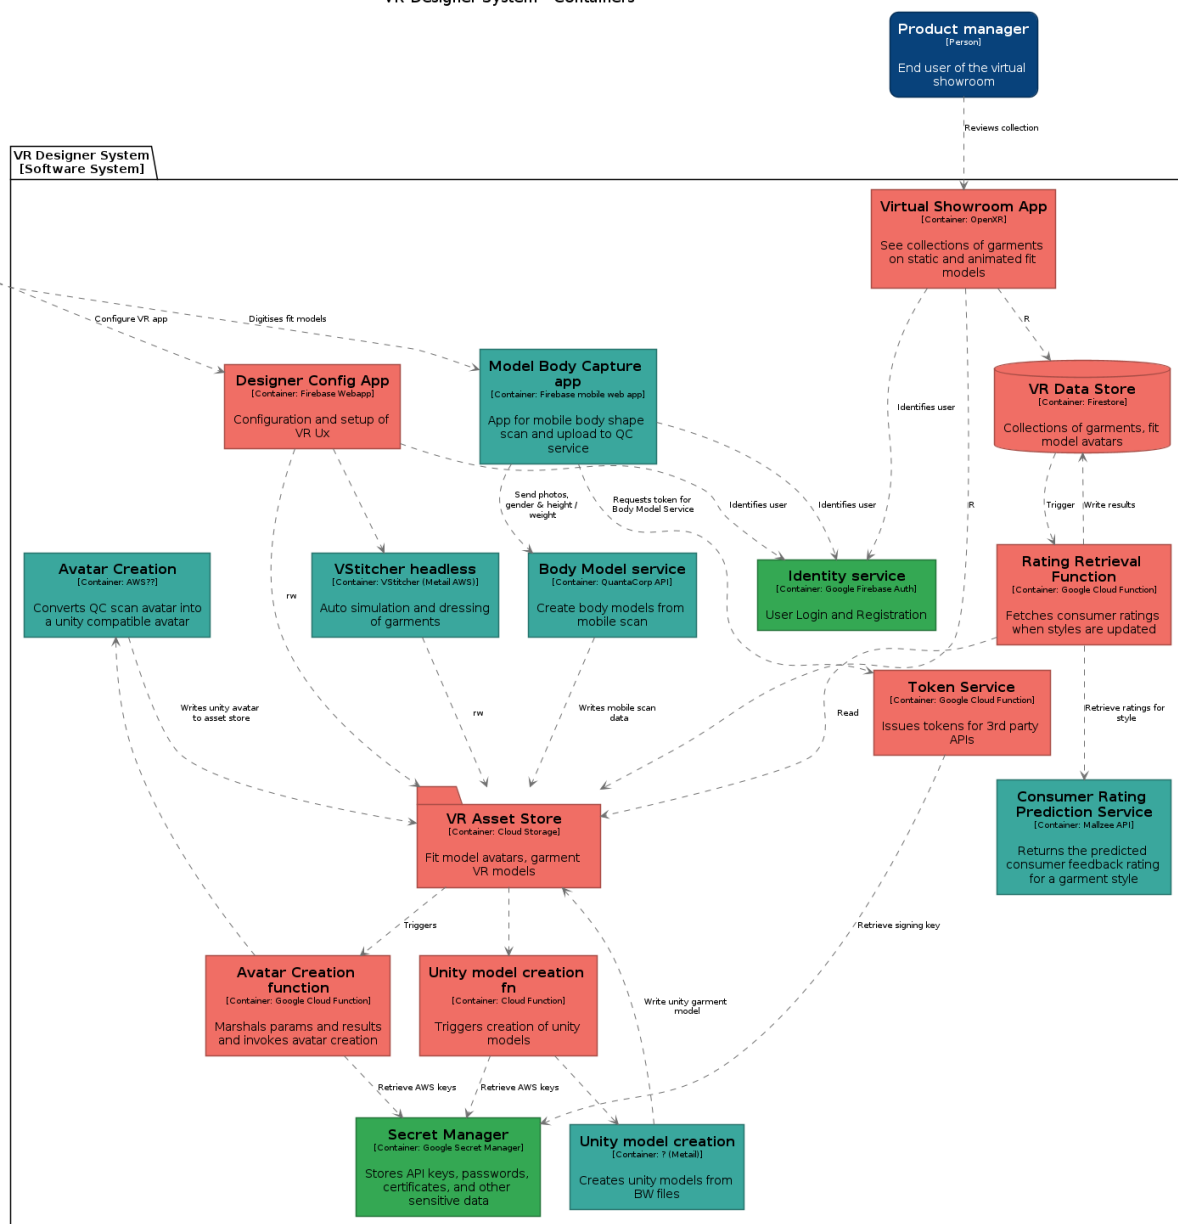 VR Designer System - Containers
Product manager
[Person]
End user of the virtual
showroom
Reviews collection
VR Designer System
[Software System]
Virtual Showroom App
[Container: OpenXR]
See collections of garments
on static and animated fit
models
Configure VR app
Digitises fit models
R
Designer Config App
[Container: Firebase Webapp]
Configuration and setup of
VR Ux
Model Body Capture
app
[Container: Firebase mobile web app]
App for mobile body shape
scan and upload to QC
service
Identifies user
VR Data Store
[Container: Firestore]
Collections of garments, fit
model avatars
Send photos,
gender & height /
weight
Requests token for
Body Model Service
Identifies user
Identifies user
R
Trigger
Write results
Avatar Creation
[Container: AWS??]
Converts QC scan avatar into
a unity compatible avatar
rw
VStitcher headless
[Container: VStitcher (Metail AWS)]
Auto simulation and dressing
of garments
Body Model service
[Container: QuantaCorp API]
Create body models from
mobile scan
Identity service
[Container: Google Firebase Auth]
User Login and Registration
Rating Retrieval
Function
[Container: Google Cloud Function]
Fetches consumer ratings
when styles are updated
Writes unity avatar
to asset store
rw
Writes mobile scan
data
Read
Token Service
[Container: Google Cloud Function]
Issues tokens for 3rd party
APIs
Retrieve ratings for
style
VR Asset Store
[Container: Cloud Storage]
Fit model avatars, garment
VR models
Consumer Rating
Prediction Service
[Container: Mallzee API]
Returns the predicted
consumer feedback rating
for a garment style
Triggers
Retrieve signing key
Avatar Creation
function
[Container: Google Cloud Function]
Marshals params and results
and invokes avatar creation
Unity model creation
fn
[Container: Cloud Function]
Triggers creation of unity
models
Write unity garment
model
Retrieve AWS keys
Retrieve AWS keys
Secret Manager
[Container: Google Secret Manager]
Stores API keys, passwords,
certificates, and other
sensitive data
Unity model creation
[Container: ? (Metail)]
Creates unity models from
BW files